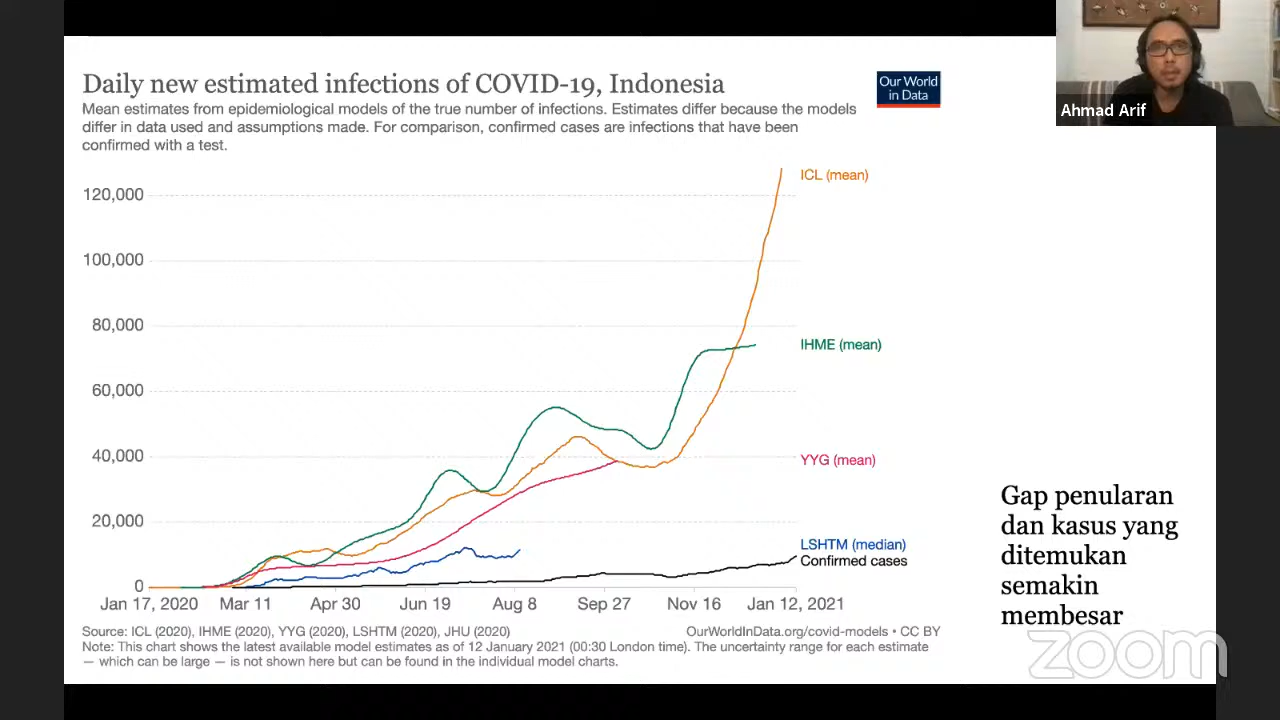 Daily new estimated infections of COVID-19, Indonesia
Mean estimates from epidemiological models of the true number of infections. Estimates differ because the models
differ in data used and assumptions made. For comparison, confirmed cases are infections that have been
confirmed with a test.
Our World
in Data
Ahmad Arif
120,000
100,000
80,000
60,000
40,000
20,000
0
ICL (mean)
IHME (mean)
YYG (mean)
LSHTM (median)
Confirmed cases
Jan 17, 2020 Mar 11 Apr 30 Jun 19 Aug 8 Sep 27 Nov 16 Jan 12, 2021
Source: ICL (2020), IHME (2020), YYG (2020), LSHTM (2020), JHU (2020)
OurWorldInData.org/covid-models • CC BY
Note: This chart shows the latest available model estimates as of 12 January 2021 (00:30 London time). The uncertainty range for each estimate
— which can be large — is not shown here but can be found in the individual model charts.
Gap penularan
dan kasus yang
ditemukan
semakin
membesar
zoom